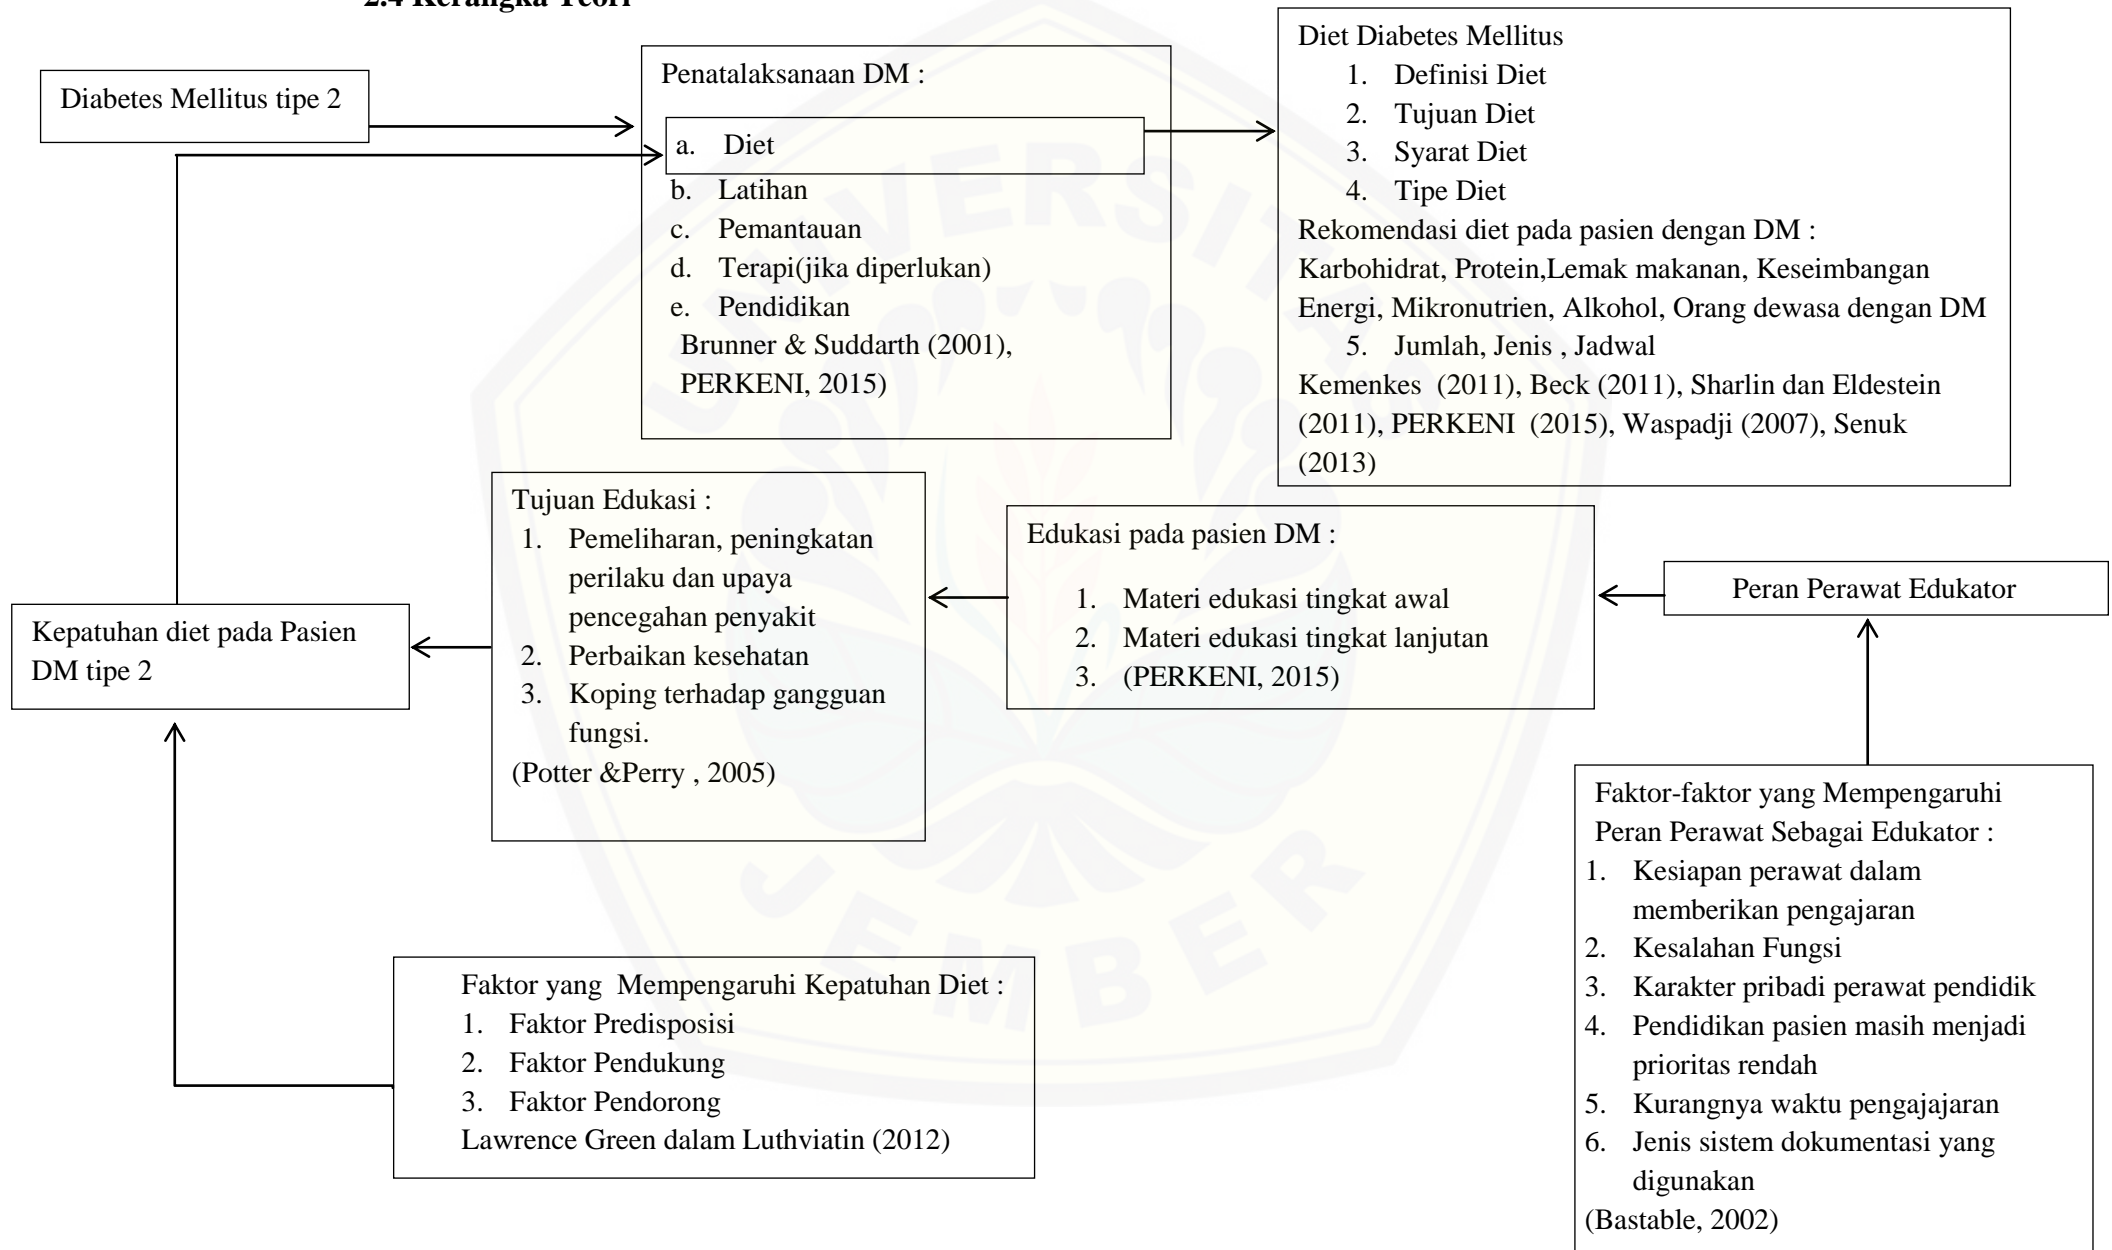 2.4 Kerangka Teori
Diabetes Mellitus tipe 2
Penatalaksanaan DM :
a. Diet
b. Latihan
c. Pemantauan
d. Terapi(jika diperlukan)
e. Pendidikan
Brunner & Suddarth (2001),
PERKENI, 2015)
Diet Diabetes Mellitus
1. Definisi Diet
2. Tujuan Diet
3. Syarat Diet
4. Tipe Diet
Rekomendasi diet pada pasien dengan DM :
Karbohidrat, Protein,Lemak makanan, Keseimbangan
Energi, Mikronutrien, Alkohol, Orang dewasa dengan DM
5. Jumlah, Jenis , Jadwal
Kemenkes (2011), Beck (2011), Sharlin dan Eldestein
(2011), PERKENI (2015), Waspadji (2007), Senuk
(2013)
Kepatuhan diet pada Pasien
DM tipe 2
Tujuan Edukasi :
1. Pemeliharan, peningkatan
perilaku dan upaya
pencegahan penyakit
2. Perbaikan kesehatan
3. Koping terhadap gangguan
fungsi.
(Potter &Perry , 2005)
Edukasi pada pasien DM :
1. Materi edukasi tingkat awal
2. Materi edukasi tingkat lanjutan
3. (PERKENI, 2015)
Peran Perawat Edukator
Faktor yang Mempengaruhi Kepatuhan Diet :
1. Faktor Predisposisi
2. Faktor Pendukung
3. Faktor Pendorong
Lawrence Green dalam Luthviatin (2012)
Faktor-faktor yang Mempengaruhi
Peran Perawat Sebagai Edukator :
1. Kesiapan perawat dalam
memberikan pengajaran
2. Kesalahan Fungsi
3. Karakter pribadi perawat pendidik
4. Pendidikan pasien masih menjadi
prioritas rendah
5. Kurangnya waktu pengajajaran
6. Jenis sistem dokumentasi yang
digunakan
(Bastable, 2002)
UNIVERSITAS
JEMBER